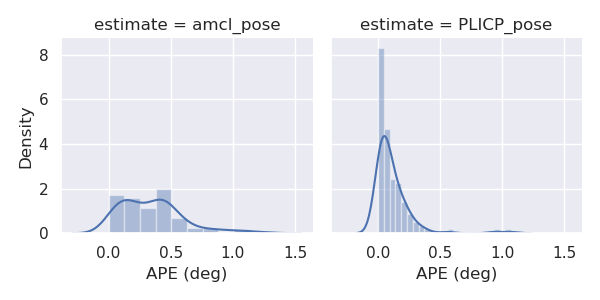 estimate = amcl_pose
estimate = PLICP_pose
Density
8
6
4
2
0
0.0 0.5 1.0 1.5
0.0 0.5 1.0 1.5
APE (deg)
APE (deg)